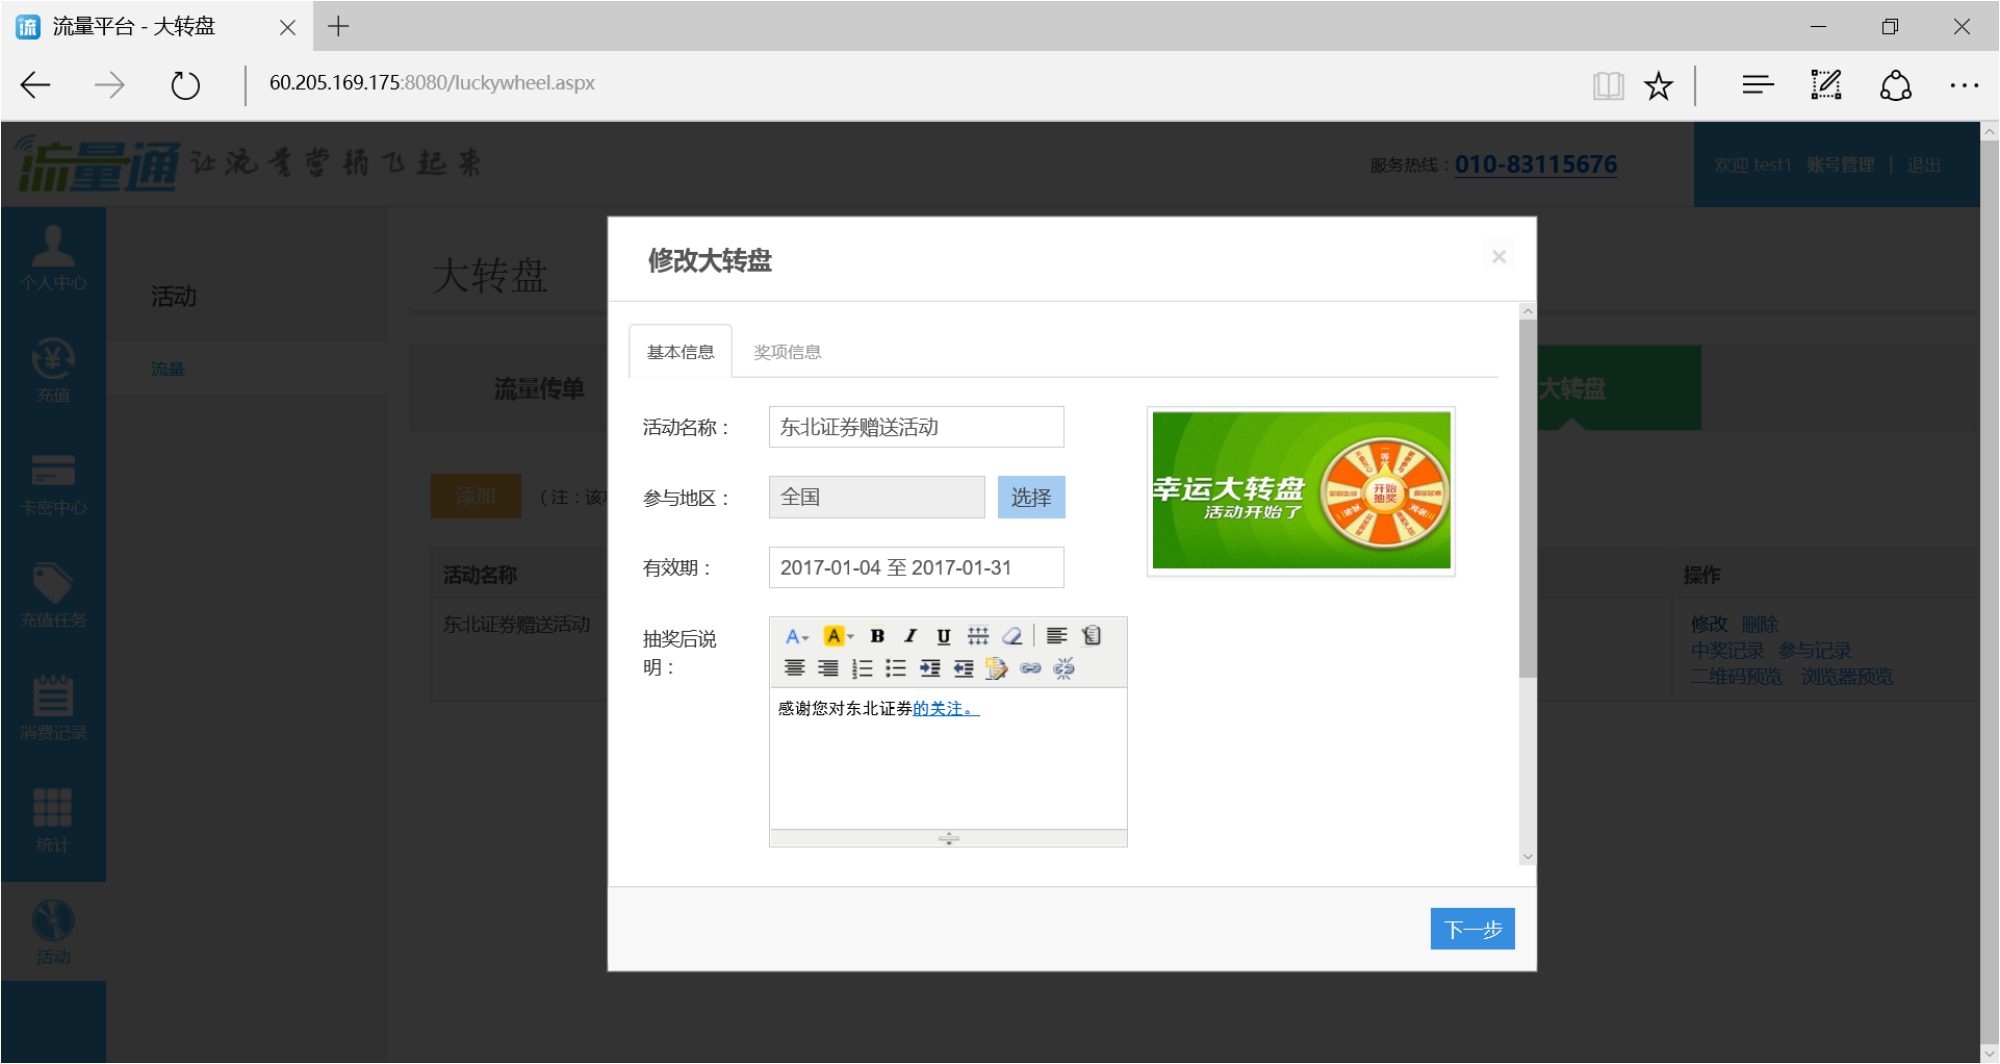 流量平台 - 大转盘
60.205.169.175:8080/luckywheel.aspx
流量通 让流量营销飞起来
服务热线：010-83115676
欢迎 test1 账号管理 | 退出
个人中心
充值
卡密中心
充值任务
消费记录
统计
活动
活动
流量
大转盘
流量传单
大转盘
添加
（注：该
活动名称
操作
东北证券赠送活动
修改 删除
中奖记录 参与记录
二维码预览 浏览器预览
修改大转盘
基本信息 奖项信息
活动名称：
东北证券赠送活动
参与地区：
全国
选择
有效期：
2017-01-04 至 2017-01-31
抽奖后说
明：
A A B I U
感谢您对东北证券的关注。
幸运大转盘
活动开始了
开始
抽奖
下一步